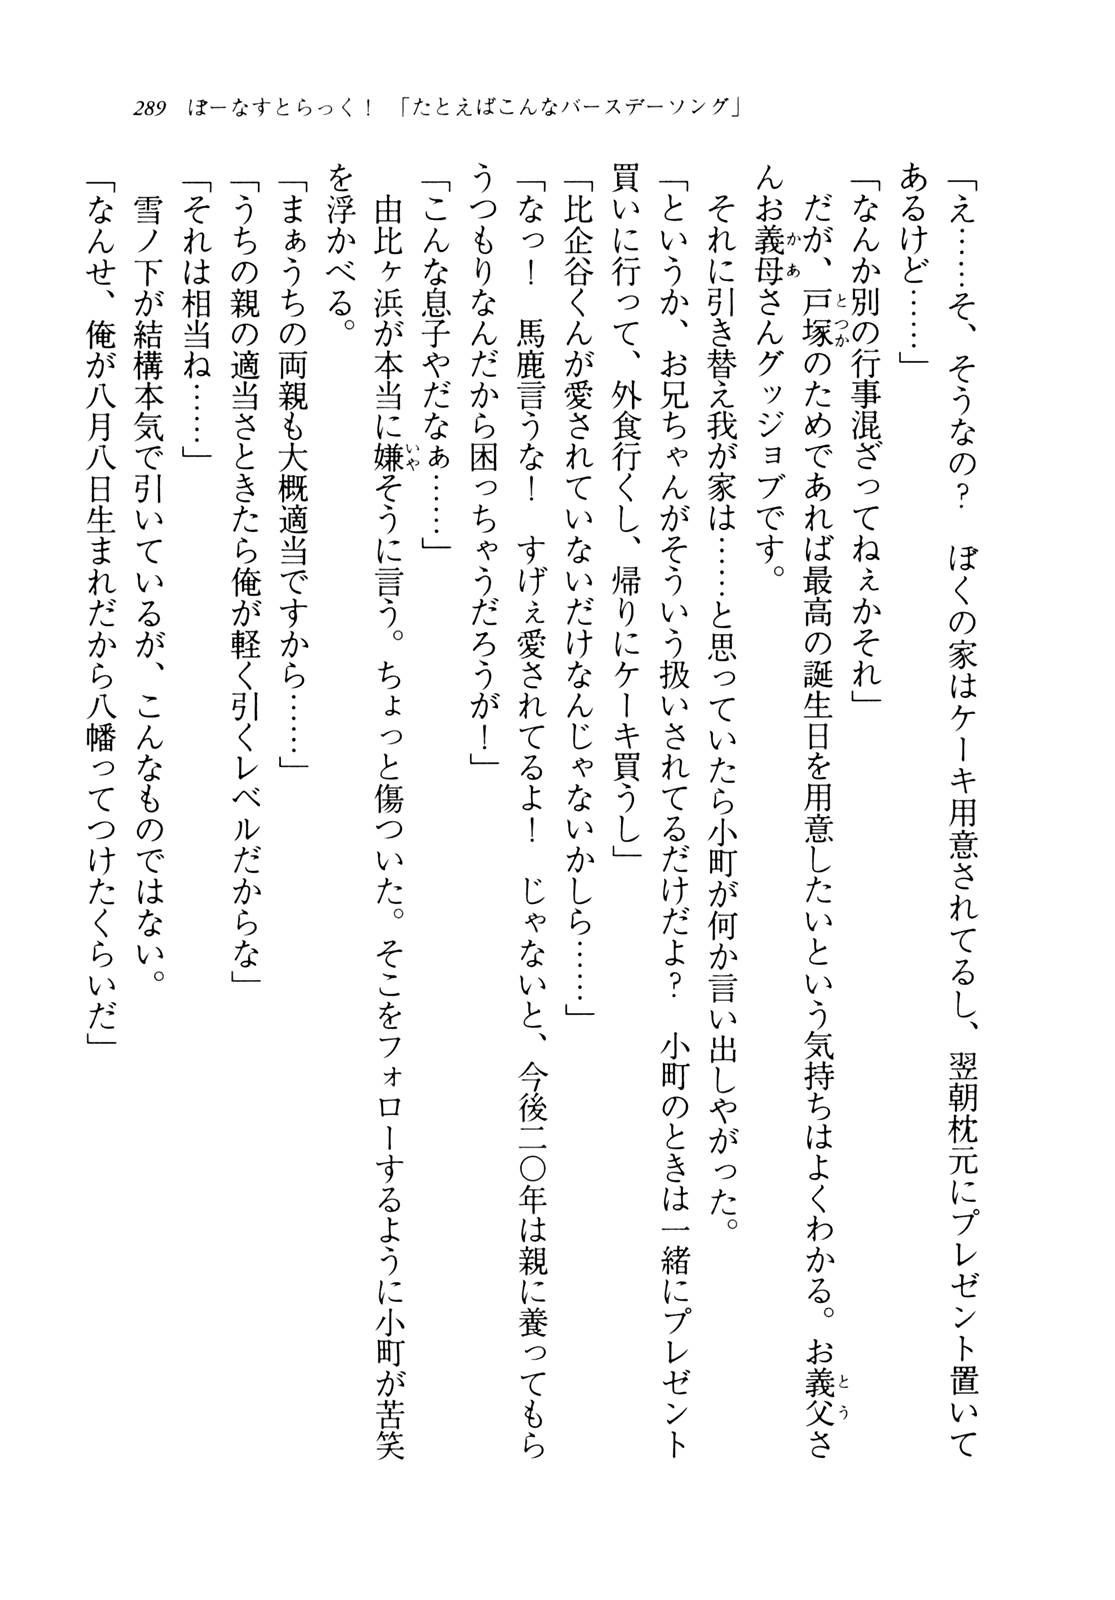 289 ぼーなすとらっく！ 「たとえばこんなバースデーソング」
「え……そ、そうなの？　ぼくの家はケーキ用意されてるし、翌朝枕元にプレゼント置いて
あるけど……」
「なんか別の行事混ざってねぇかそれ」
だが、戸塚のためであれば最高の誕生日を用意したいという気持ちはよくわかる。お義父さ
んお義母さんグッジョブです。
それに引き替え我が家は……と思っていたら小町が何か言い出しやがった。
「というか、お兄ちゃんがそういう扱いされてるだけだよ？　小町のときは一緒にプレゼント
買いに行って、外食行くし、帰りにケーキ買うし」
「比企谷くんが愛されていないだけなんじゃないかしら……」
「なっ！　馬鹿言うな！　すげぇ愛されてるよ！　じゃないと、今後二〇年は親に養ってもら
うつもりなんだから困っちゃうだろうが！」
「こんな息子やだなぁ……」
由比ヶ浜が本当に嫌そうに言う。ちょっと傷ついた。そこをフォローするように小町が苦笑
を浮かべる。
「まぁうちの両親も大概適当ですから……」
「うちの親の適当さときたら俺が軽く引くレベルだからな」
「それは相当ね……」
雪ノ下が結構本気で引いているが、こんなものではない。
「なんせ、俺が八月八日生まれだから八幡ってつけたくらいだ」